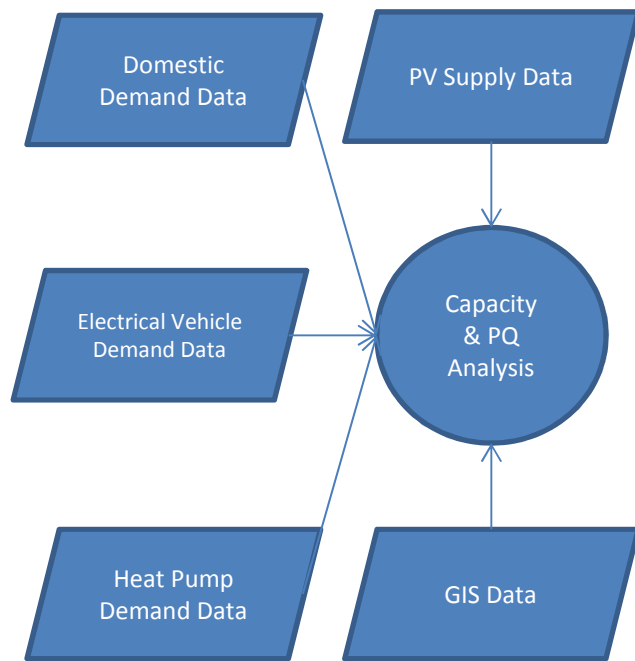 Domestic
Demand Data
PV Supply Data
Electrical Vehicle
Demand Data
Capacity
& PQ
Analysis
Heat Pump
Demand Data
GIS Data